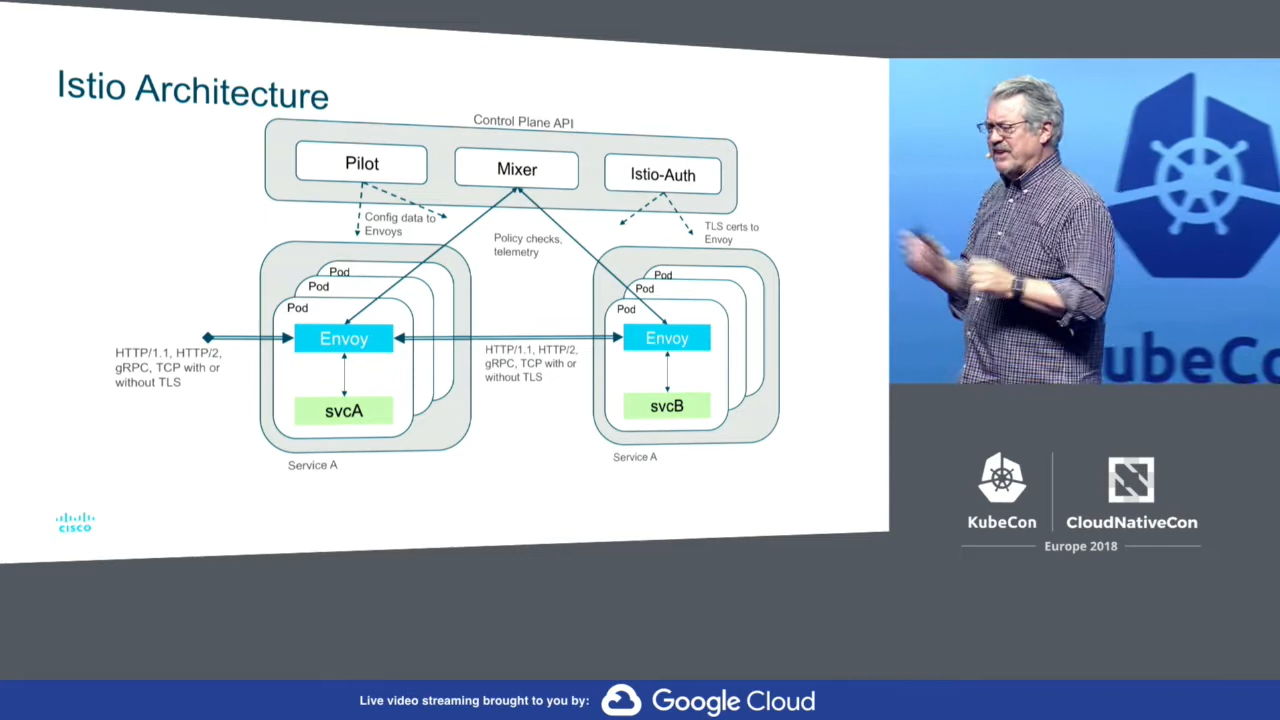 Istio Architecture
Control Plane API
Pilot
Mixer
Istio-Auth
Config data to
Envoys
Policy checks,
telemetry
TLS certs to
Envoy
Pod
Pod
Pod
Envoy
svcA
Service A
HTTP/1.1, HTTP/2,
gRPC, TCP with or
without TLS
HTTP/1.1, HTTP/2,
gRPC, TCP with or
without TLS
Pod
Pod
Pod
Envoy
svcB
Service A
CISCO
KubeCo
KubeCon
CloudNativeCon
Europe 2018
Live video streaming brought to you by:
Google Cloud